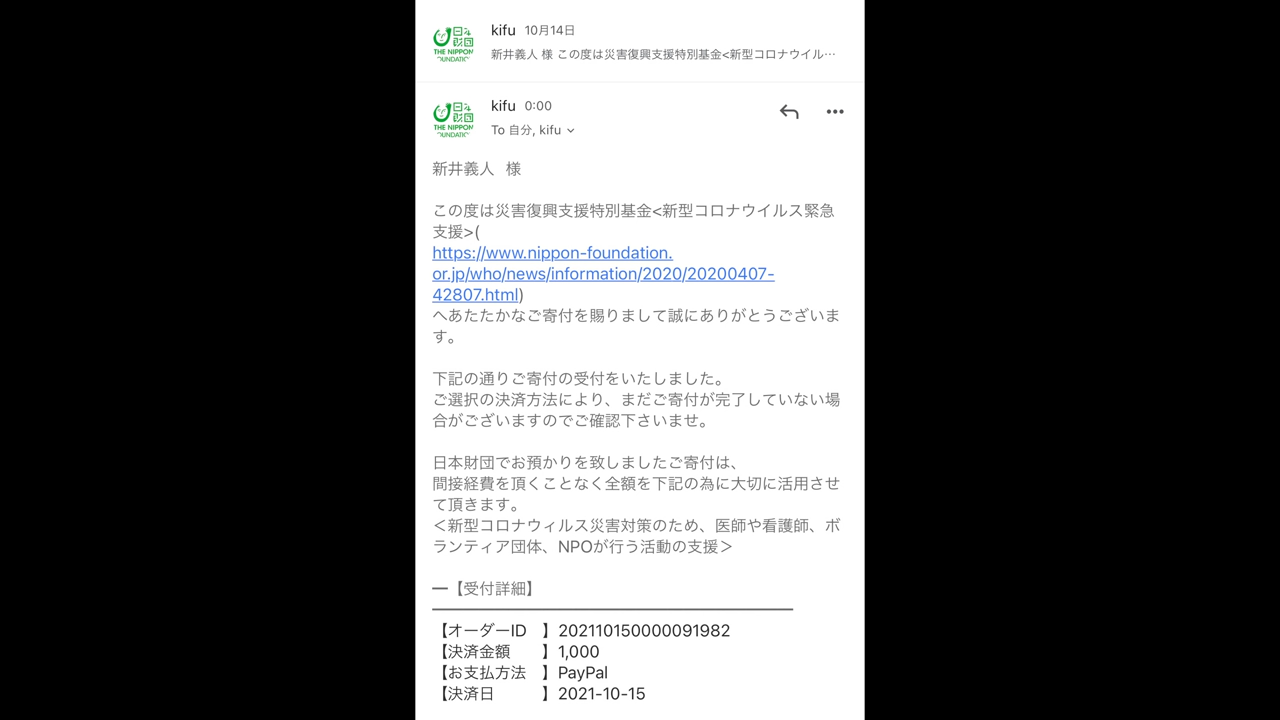 日本
財団
THE NIPPON
FOUNDATION
kifu 10月14日
新井義人 様 この度は災害復興支援特別基金<新型コロナウイル…
日本
財団
THE NIPPON
FOUNDATION
kifu 0:00
To 自分, kifu
新井義人 様
この度は災害復興支援特別基金<新型コロナウイルス緊急
支援>(
https://www.nippon-foundation.
or.jp/who/news/information/2020/20200407-
42807.html)
へあたたかなご寄付を賜りまして誠にありがとうございま
す。
下記の通りご寄付の受付をいたしました。
ご選択の決済方法により、まだご寄付が完了していない場
合がございますのでご確認下さいませ。
日本財団でお預かりを致しましたご寄付は、
間接経費を頂くことなく全額を下記の為に大切に活用させ
て頂きます。
＜新型コロナウィルス災害対策のため、医師や看護師、ボ
ランティア団体、NPOが行う活動の支援＞
━【受付詳細】
【オーダーID　】202110150000091982
【決済金額　　】1,000
【お支払方法　】PayPal
【決済日　　　】2021-10-15